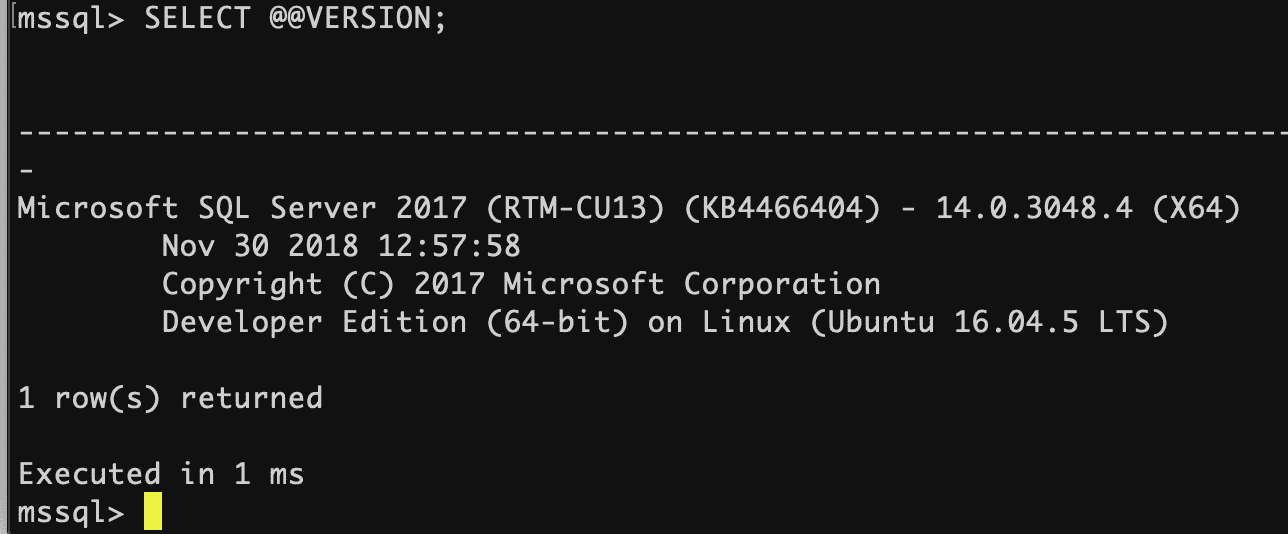 mssql> SELECT @@VERSION;
-----------------------------------------------------------------------
-
Microsoft SQL Server 2017 (RTM-CU13) (KB4466404) - 14.0.3048.4 (X64)
Nov 30 2018 12:57:58
Copyright (C) 2017 Microsoft Corporation
Developer Edition (64-bit) on Linux (Ubuntu 16.04.5 LTS)
1 row(s) returned
Executed in 1 ms
mssql>